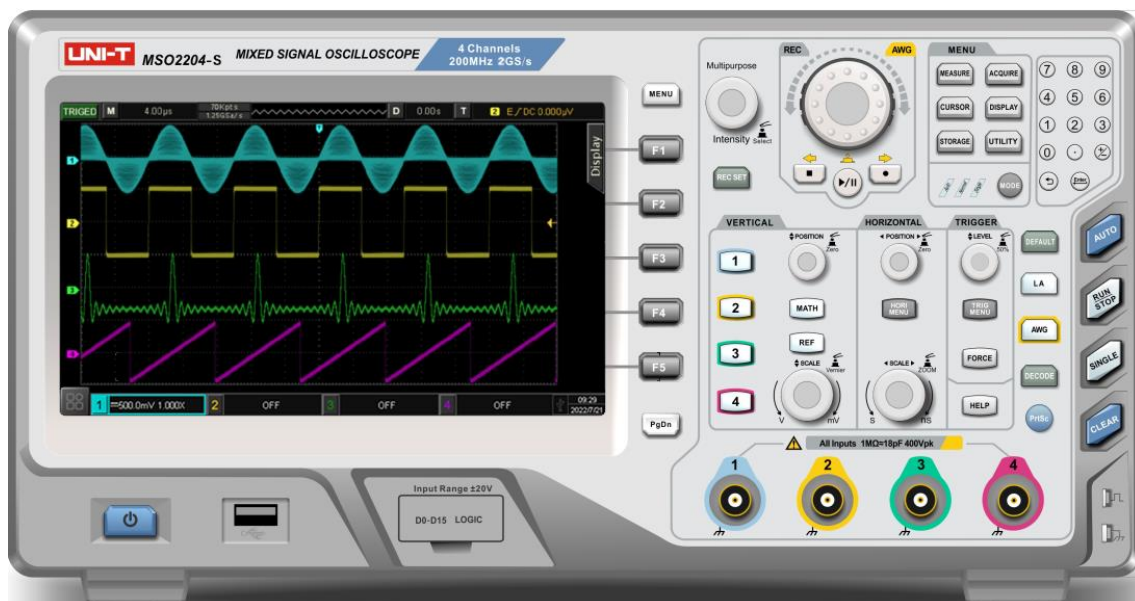 UNI-T MSO2204-S MIXED SIGNAL OSCILLOSCOPE
4 Channels
200MHz 2GS/s
TRIGED M 4.00μs 70Kpts 1.25GSa/s D 0.00s T 2 E DC 0.000μV
Display
1
2
3
4
1 500.0mV 1.000X 2 OFF 3 OFF 4 OFF
09:29
2022/7/21
MENU
F1
F2
F3
F4
F5
PgDn
Multipurpose
Intensity Select
REC SET
REC AWG
MENU
MEASURE ACQUIRE
CURSOR DISPLAY
STORAGE UTILITY
MODE
7 8 9
4 5 6
1 2 3
0 . +/-
Enter
VERTICAL
POSITION
Zero
1
2
3
4
MATH
REF
SCALE
Vernier
V mV
HORIZONTAL
POSITION
Zero
HORI
MENU
SCALE
ZOOM
S nS
TRIGGER
LEVEL
50%
TRIG
MENU
FORCE
HELP
DEFAULT
LA
AWG
DECODE
PrtSc
AUTO
RUN
STOP
SINGLE
CLEAR
All Inputs 1MΩ=18pF 400Vpk
1 2 3 4
Input Range ±20V
D0-D15 LOGIC